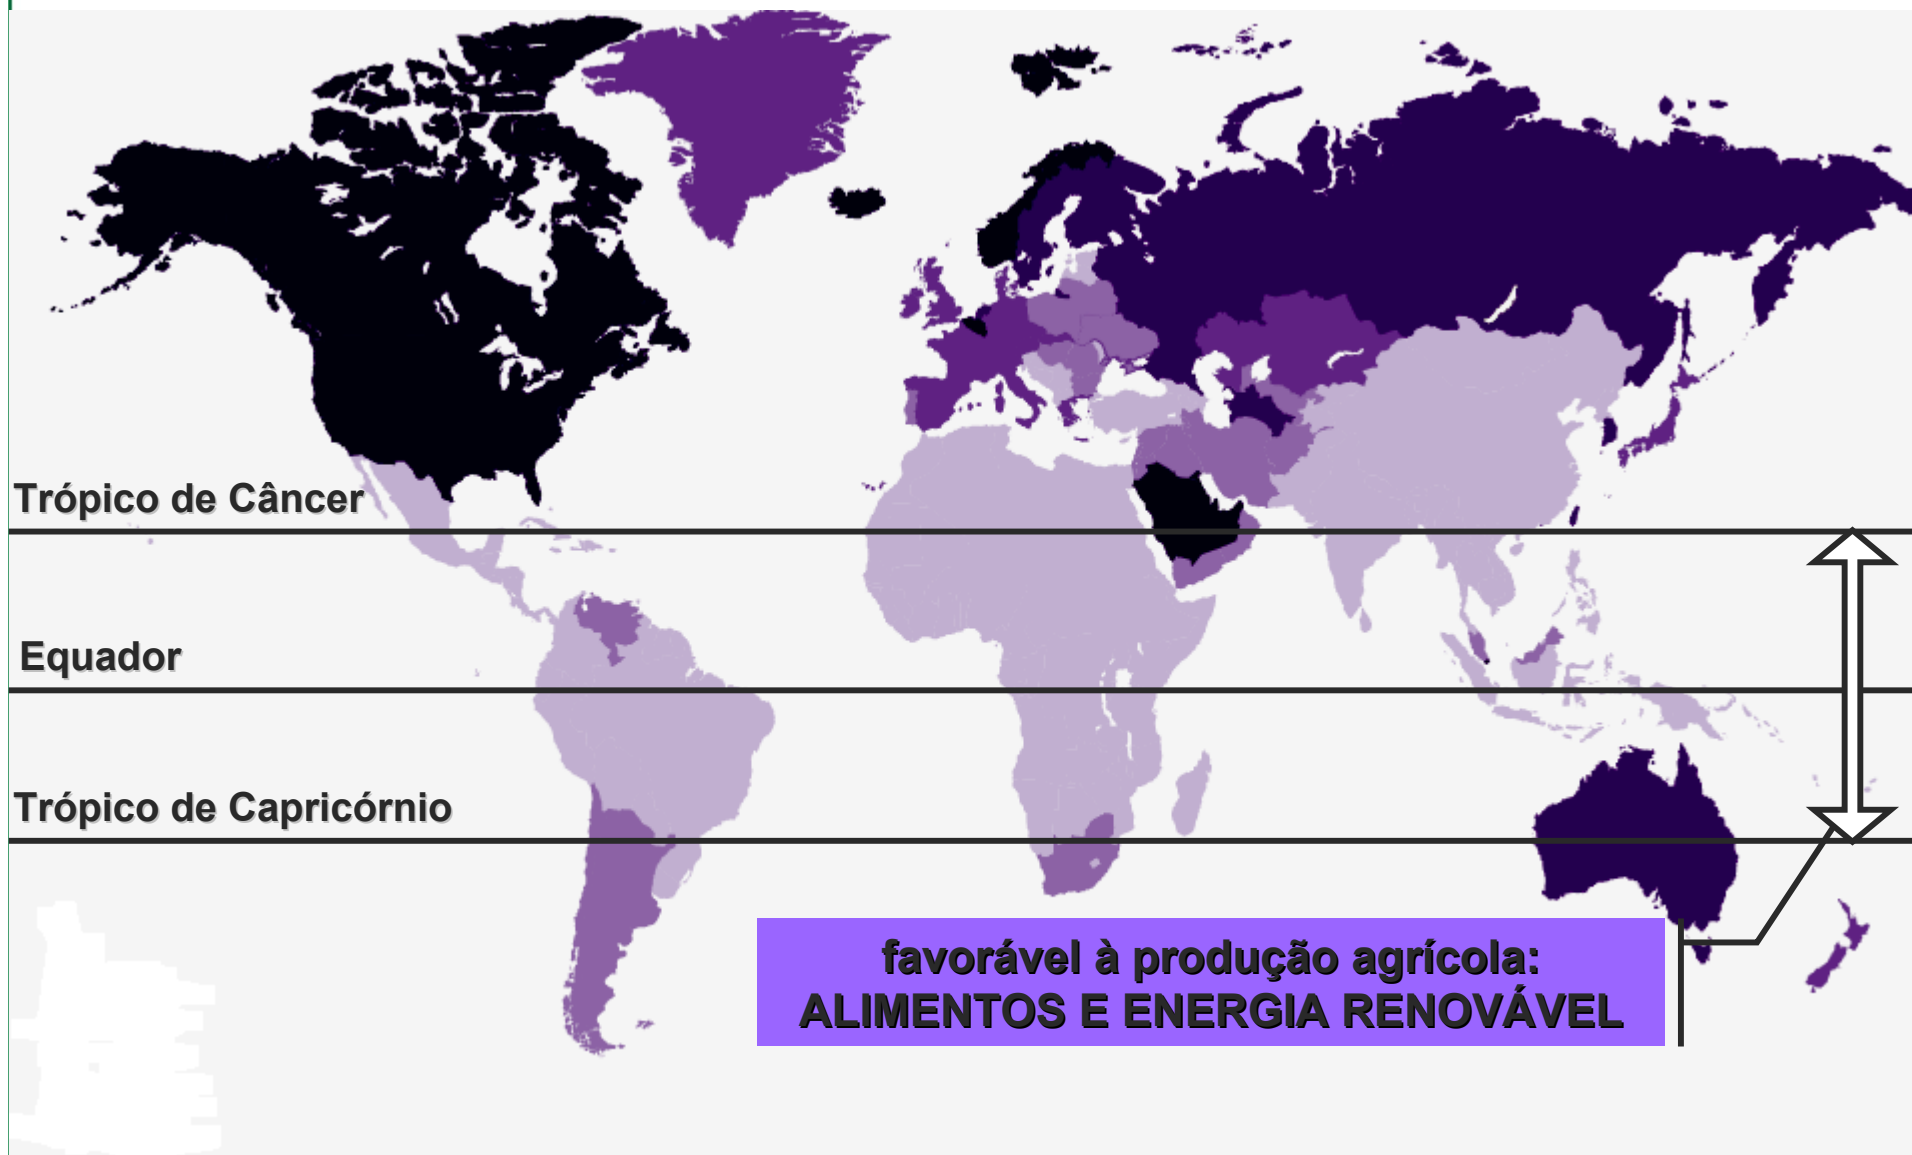 Trópico de Câncer
Equador
Trópico de Capricórnio
favorável à produção agrícola:
ALIMENTOS E ENERGIA RENOVÁVEL